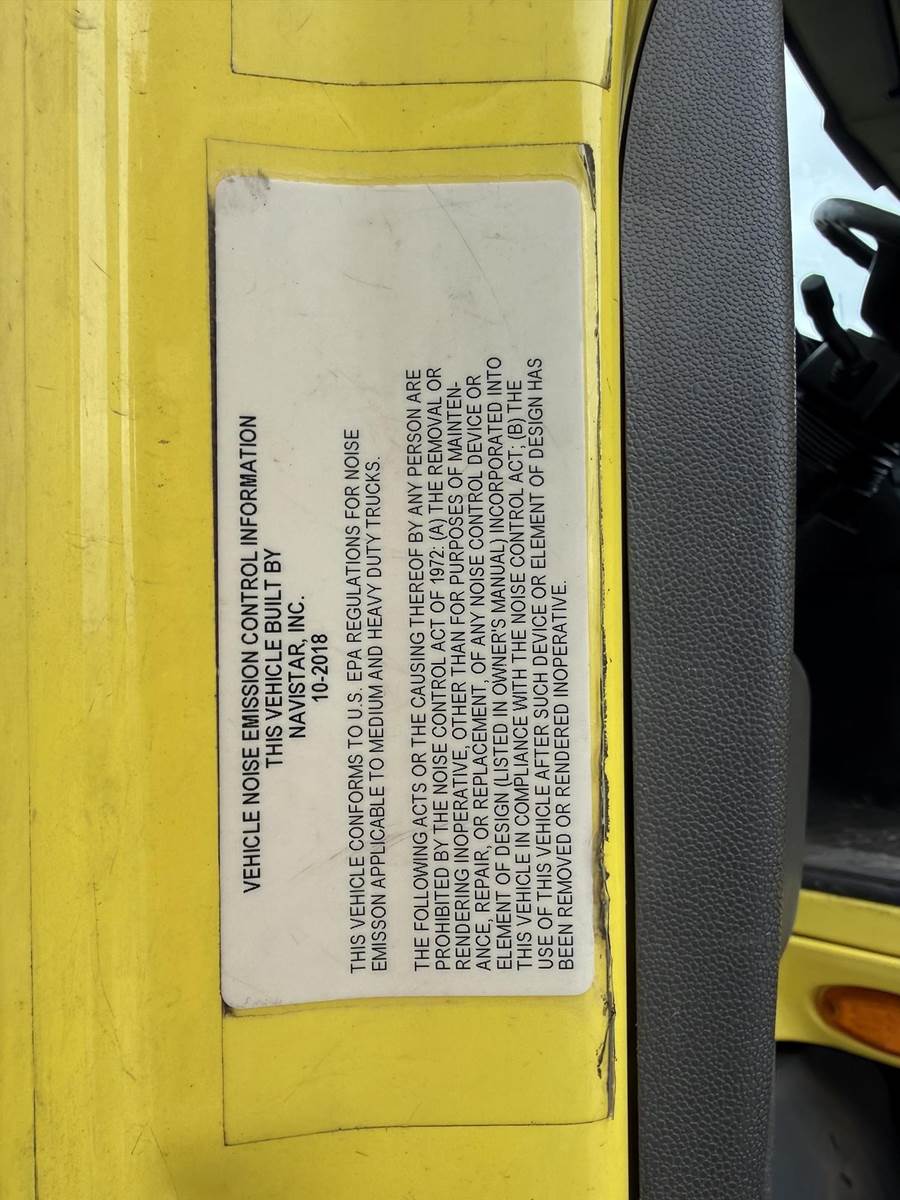 VEHICLE NOISE EMISSION CONTROL INFORMATION
THIS VEHICLE BUILT BY
NAVISTAR, INC.
10-2018
THIS VEHICLE CONFORMS TO U.S. EPA REGULATIONS FOR NOISE
EMISSON APPLICABLE TO MEDIUM AND HEAVY DUTY TRUCKS.
THE FOLLOWING ACTS OR THE CAUSING THEREOF BY ANY PERSON ARE
PROHIBITED BY THE NOISE CONTROL ACT OF 1972: (A) THE REMOVAL OR
RENDERING INOPERATIVE, OTHER THAN FOR PURPOSES OF MAINTEN-
ANCE, REPAIR, OR REPLACEMENT, OF ANY NOISE CONTROL DEVICE OR
ELEMENT OF DESIGN (LISTED IN OWNER'S MANUAL) INCORPORATED INTO
THIS VEHICLE IN COMPLIANCE WITH THE NOISE CONTROL ACT; (B) THE
USE OF THIS VEHICLE AFTER SUCH DEVICE OR ELEMENT OF DESIGN HAS
BEEN REMOVED OR RENDERED INOPERATIVE.